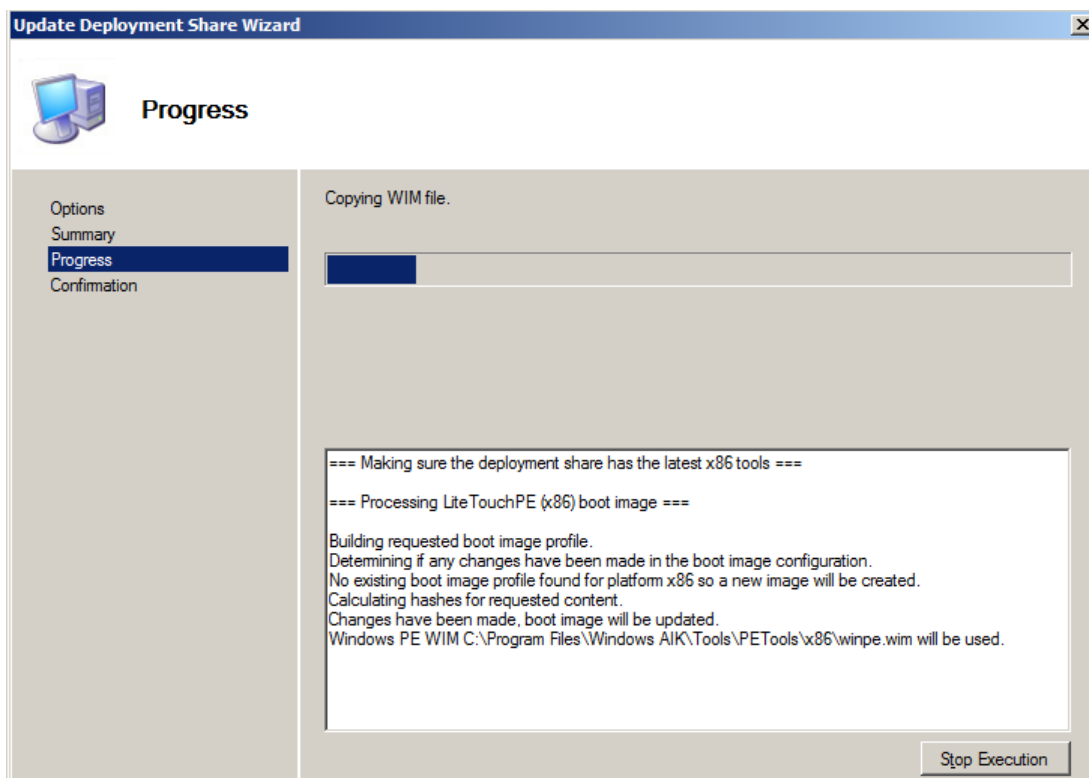 Update Deployment Share Wizard
Progress
Options
Summary
Progress
Confirmation
Copying WIM file.
=== Making sure the deployment share has the latest x86 tools ===
=== Processing LiteTouchPE (x86) boot image ===
Building requested boot image profile.
Determining if any changes have been made in the boot image configuration.
No existing boot image profile found for platform x86 so a new image will be created.
Calculating hashes for requested content.
Changes have been made, boot image will be updated.
Windows PE WIM C:\Program Files\Windows AIK\Tools\PETools\x86\winpe.wim will be used.
Stop Execution